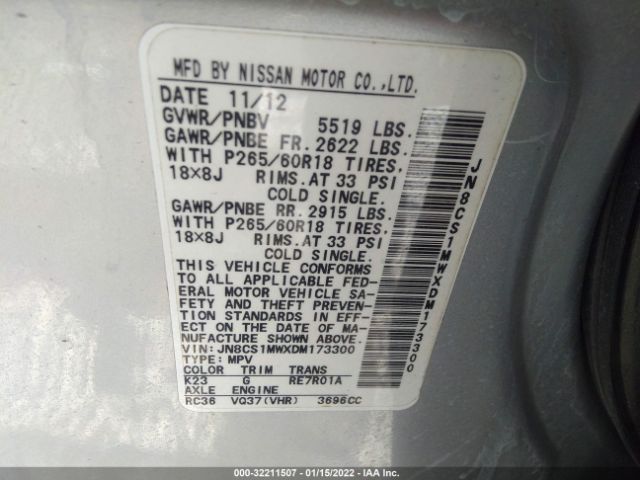 MFD BY NISSAN MOTOR CO.,LTD.
DATE 11/12
GVWR/PNBV 5519 LBS.
GAWR/PNBE FR. 2622 LBS.
WITH P265/60R18 TIRES,
18×8J RIMS. AT 33 PSI
COLD SINGLE.
GAWR/PNBE RR. 2915 LBS.
WITH P265/60R18 TIRES,
18×8J RIMS. AT 33 PSI
COLD SINGLE.
THIS VEHICLE CONFORMS
TO ALL APPLICABLE FED-
ERAL MOTOR VEHICLE SA-
FETY AND THEFT PREVEN-
TION STANDARDS IN EFF-
ECT ON THE DATE OF MA-
NUFACTURE SHOWN ABOVE.
VIN: JN8CS1MWXDM173300
TYPE: MPV
COLOR TRIM TRANS
K23 G RE7R01A
AXLE ENGINE
RC36 VQ37(VHR) 3696CC
JN8CS1MWXDM173300
000-32211507 - 01/15/2022 - IAA Inc.